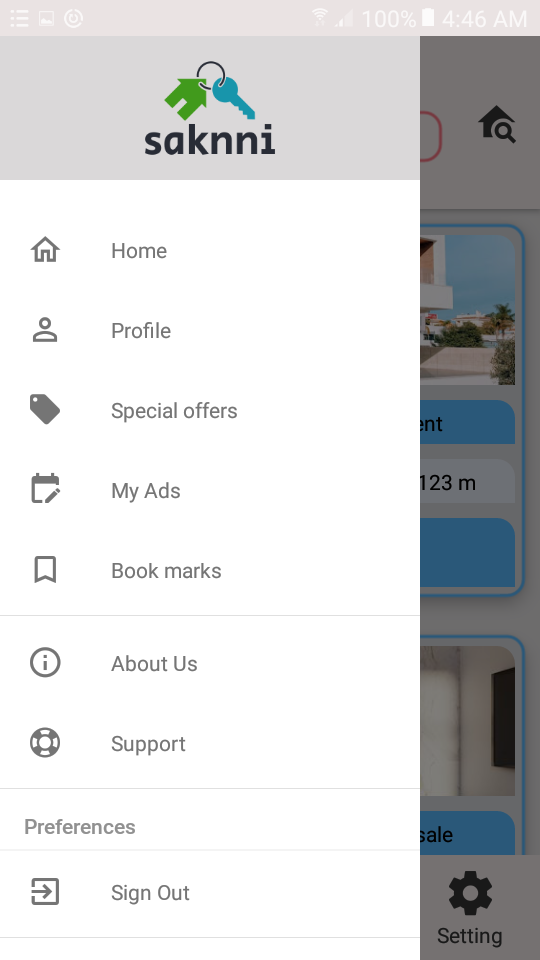 100% 4:46 AM
saknni
Home
Profile
Special offers
My Ads
ent
123 m
Book marks
About Us
Support
Preferences
sale
Sign Out
Setting